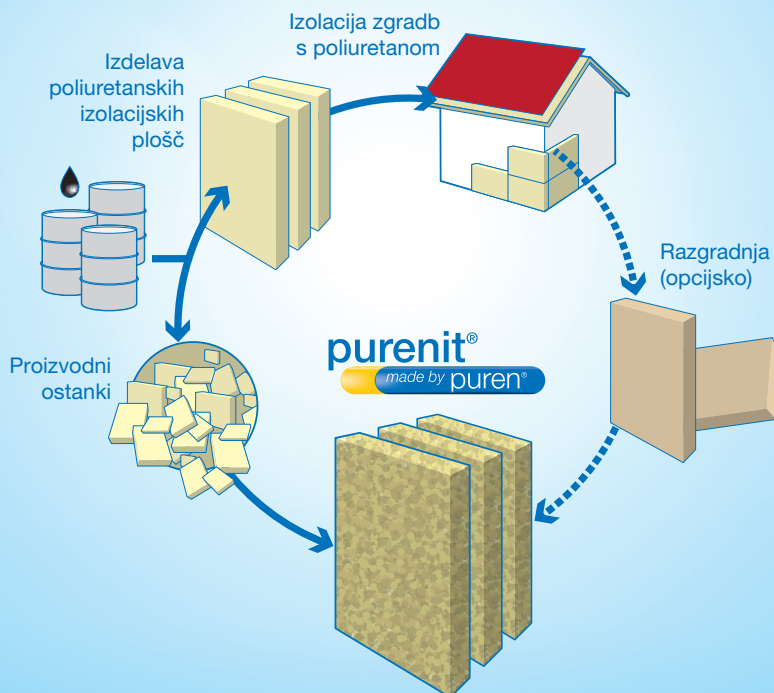 Izolacija zgradb
s poliuretanom
Izdelava
poliuretanskih
izolacijskih
plošč
Razgradnja
(opcijsko)
Proizvodni
ostanki
purenit®
made by puren®